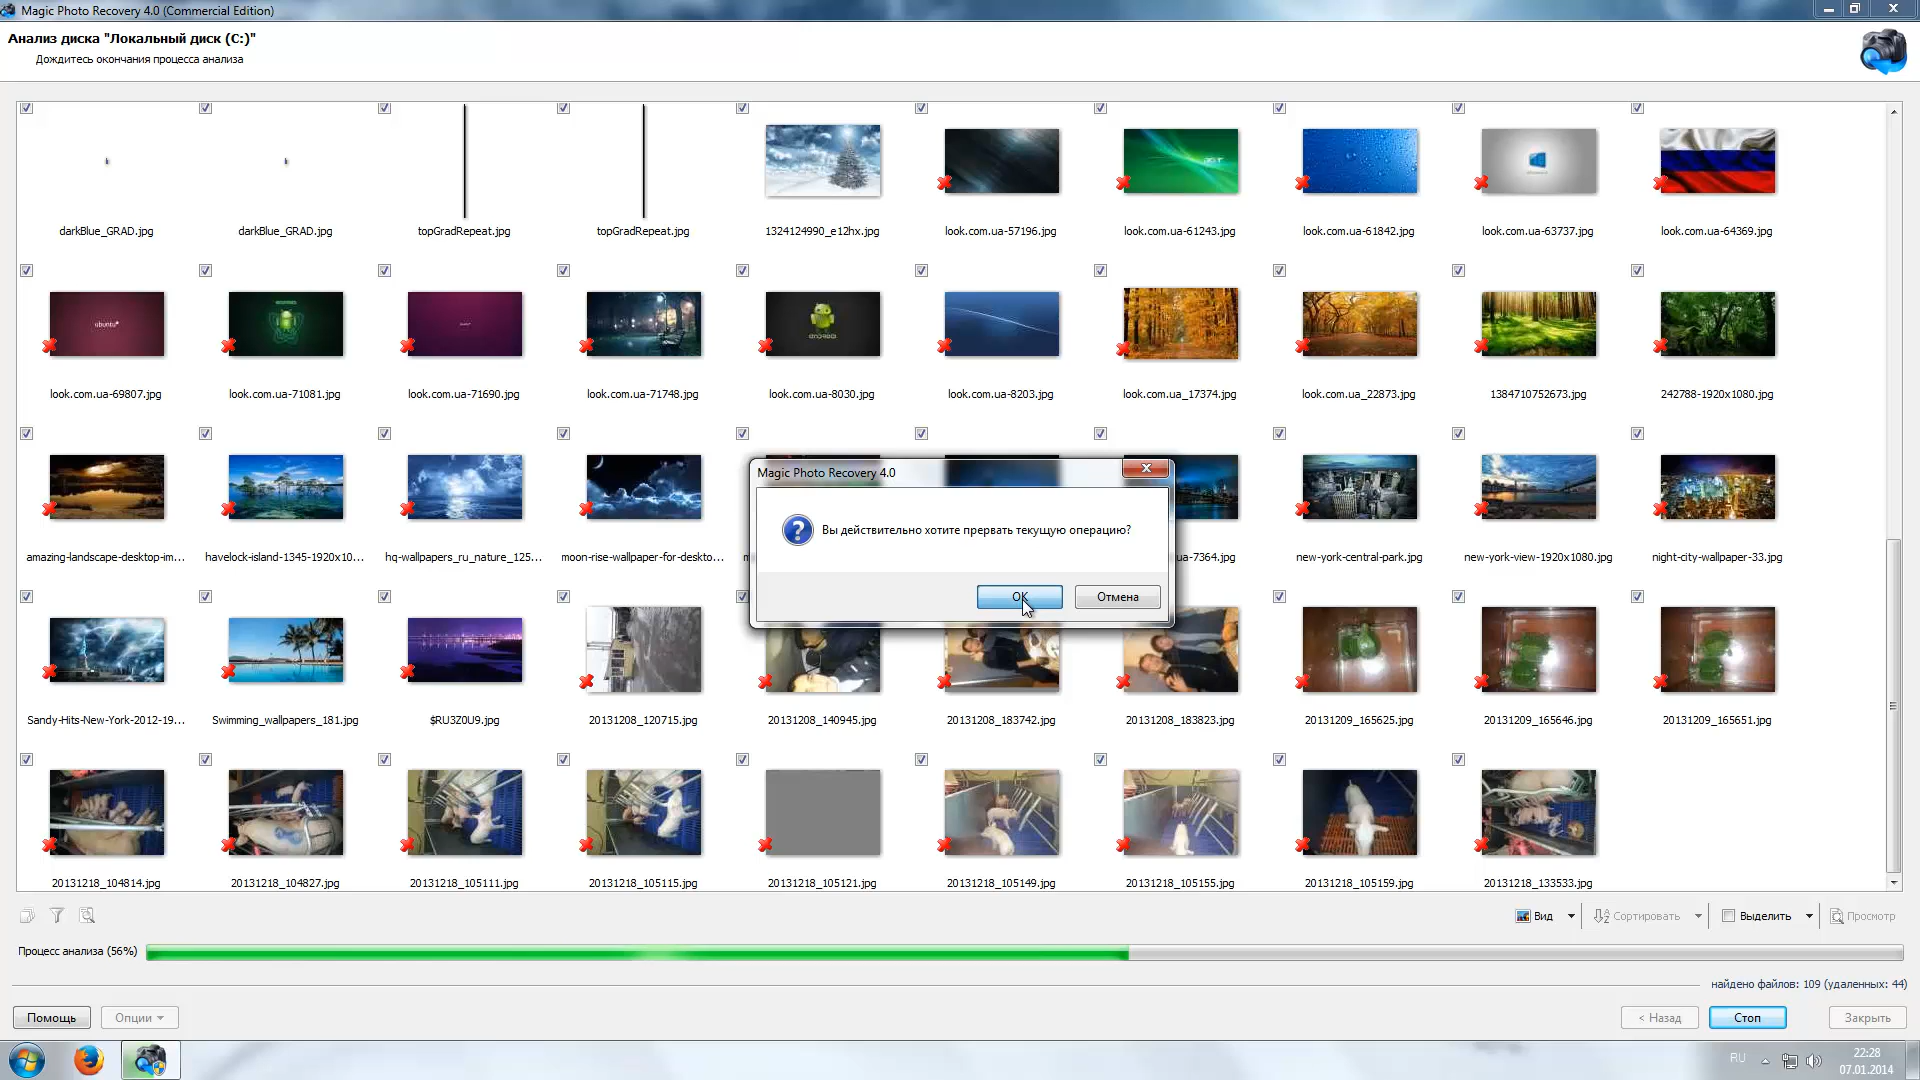 Magic Photo Recovery 4.0 (Commercial Edition)
Анализ диска "Локальный диск (C:)"
Дождитесь окончания процесса анализа
darkBlue_GRAD.jpg
darkBlue_GRAD.jpg
topGradRepeat.jpg
topGradRepeat.jpg
1324124990_e12hx.jpg
look.com.ua-57196.jpg
look.com.ua-61243.jpg
look.com.ua-61842.jpg
look.com.ua-63737.jpg
look.com.ua-64369.jpg
ubuntu
look.com.ua-69807.jpg
look.com.ua-71081.jpg
look.com.ua-71690.jpg
look.com.ua-71748.jpg
look.com.ua-8030.jpg
look.com.ua-8203.jpg
look.com.ua_17374.jpg
look.com.ua_22873.jpg
1384710752673.jpg
242788-1920x1080.jpg
amazing-landscape-desktop-im...
havelock-island-1345-1920x10...
hq-wallpapers_ru_nature_125...
moon-rise-wallpaper-for-deskto...
ua-7364.jpg
new-york-central-park.jpg
new-york-view-1920x1080.jpg
night-city-wallpaper-33.jpg
Magic Photo Recovery 4.0
Вы действительно хотите прервать текущую операцию?
OK
Отмена
Sandy-Hits-New-York-2012-19...
Swimming_wallpapers_181.jpg
$RU3Z0U9.jpg
20131208_120715.jpg
20131208_140945.jpg
20131208_183742.jpg
20131208_183823.jpg
20131209_165625.jpg
20131209_165646.jpg
20131209_165651.jpg
20131218_104814.jpg
20131218_104827.jpg
20131218_105111.jpg
20131218_105115.jpg
20131218_105121.jpg
20131218_105149.jpg
20131218_105155.jpg
20131218_105159.jpg
20131218_133533.jpg
Вид
Сортировать
Выделить
Просмотр
Процесс анализа (56%)
найдено файлов: 109 (удаленных: 44)
Помощь
Опции
< Назад
Стоп
Закрыть
RU
22:28
07.01.2014